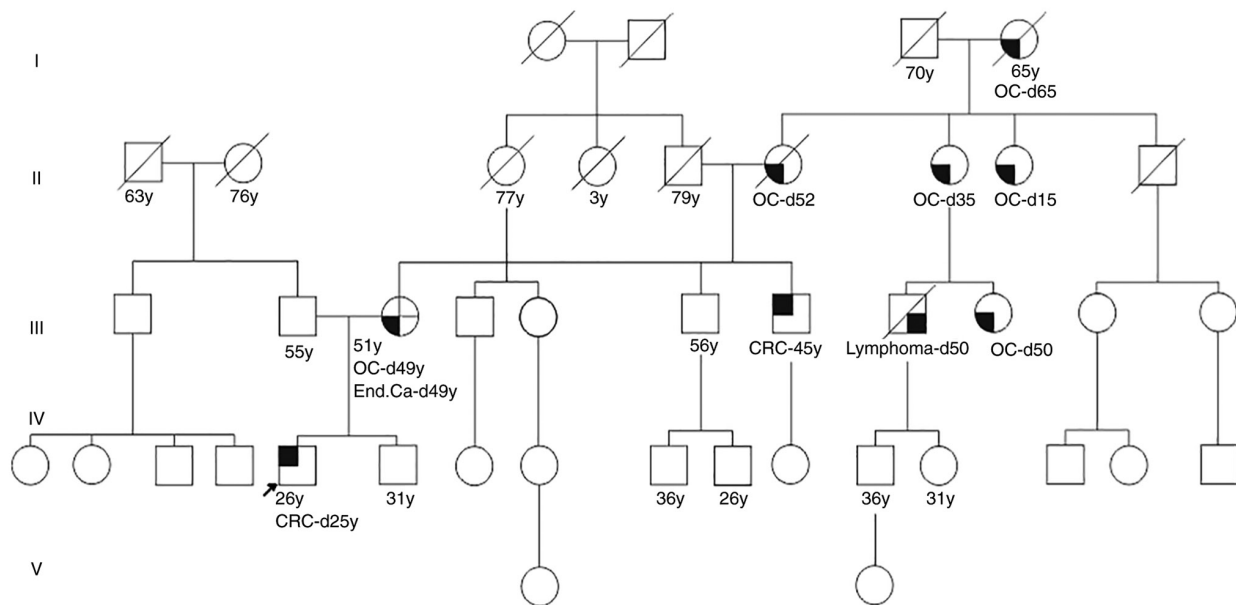 I
70y
65y
OC-d65
II
63y
76y
77y
3y
79y
OC-d52
OC-d35
OC-d15
III
55y
51y
OC-d49y
End.Ca-d49y
56y
CRC-45y
Lymphoma-d50
OC-d50
IV
26y
CRC-d25y
31y
36y
26y
36y
31y
V